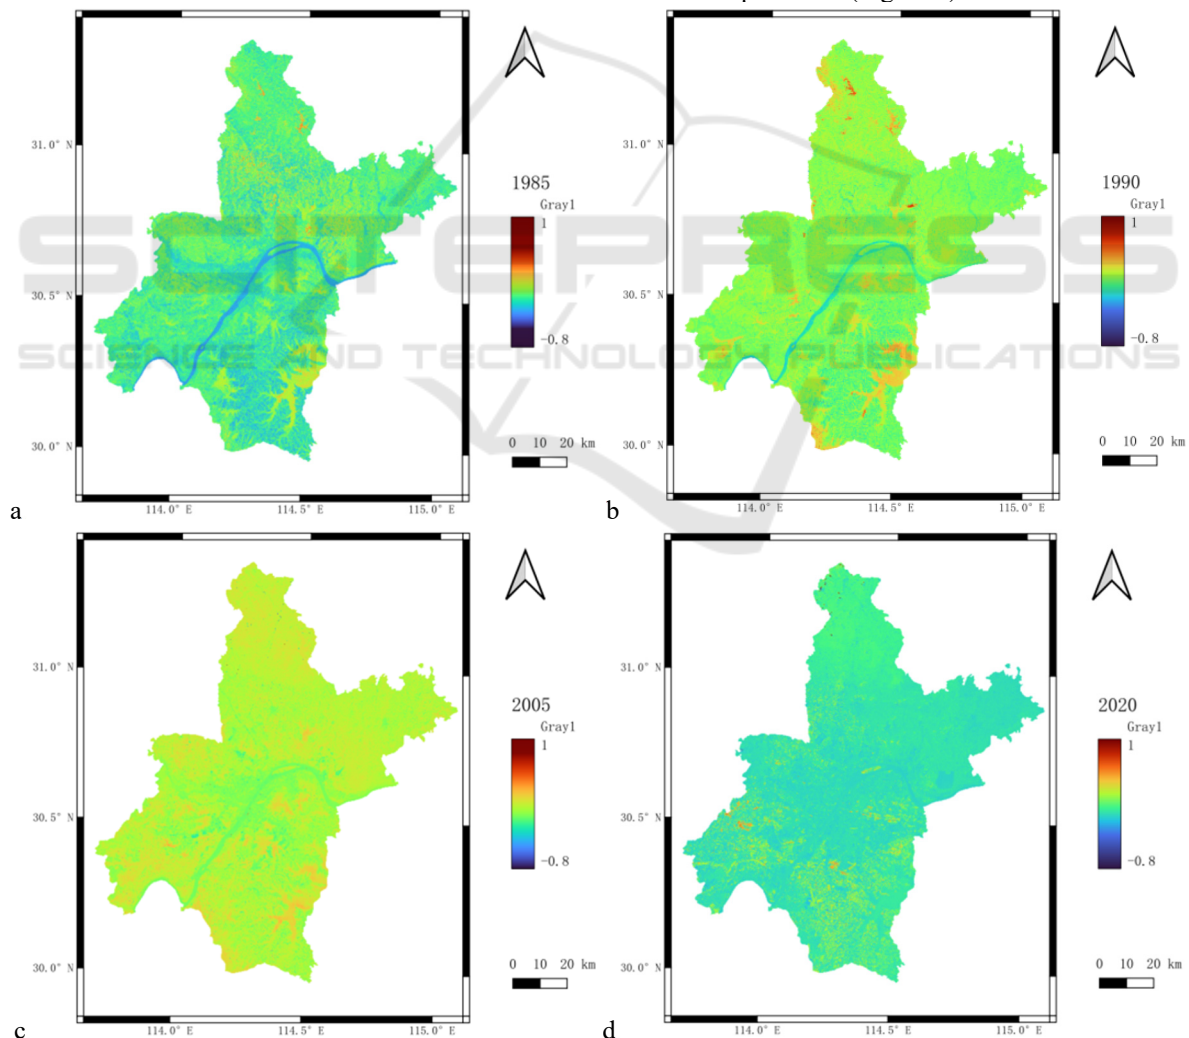 1985
Gray1
1
-0.8
0 10 20 km
31.0° N
30.5° N
30.0° N
114.0° E 114.5° E 115.0° E
a
1990
Gray1
1
-0.8
0 10 20 km
31.0° N
30.5° N
30.0° N
114.0° E 114.5° E 115.0° E
b
2005
Gray1
1
-0.8
0 10 20 km
31.0° N
30.5° N
30.0° N
114.0° E 114.5° E 115.0° E
c
2020
Gray1
1
-0.8
0 10 20 km
31.0° N
30.5° N
30.0° N
114.0° E 114.5° E 115.0° E
d
SCITEPRESS
SCIENCE AND TECHNOLOGY PUBLICATIONS